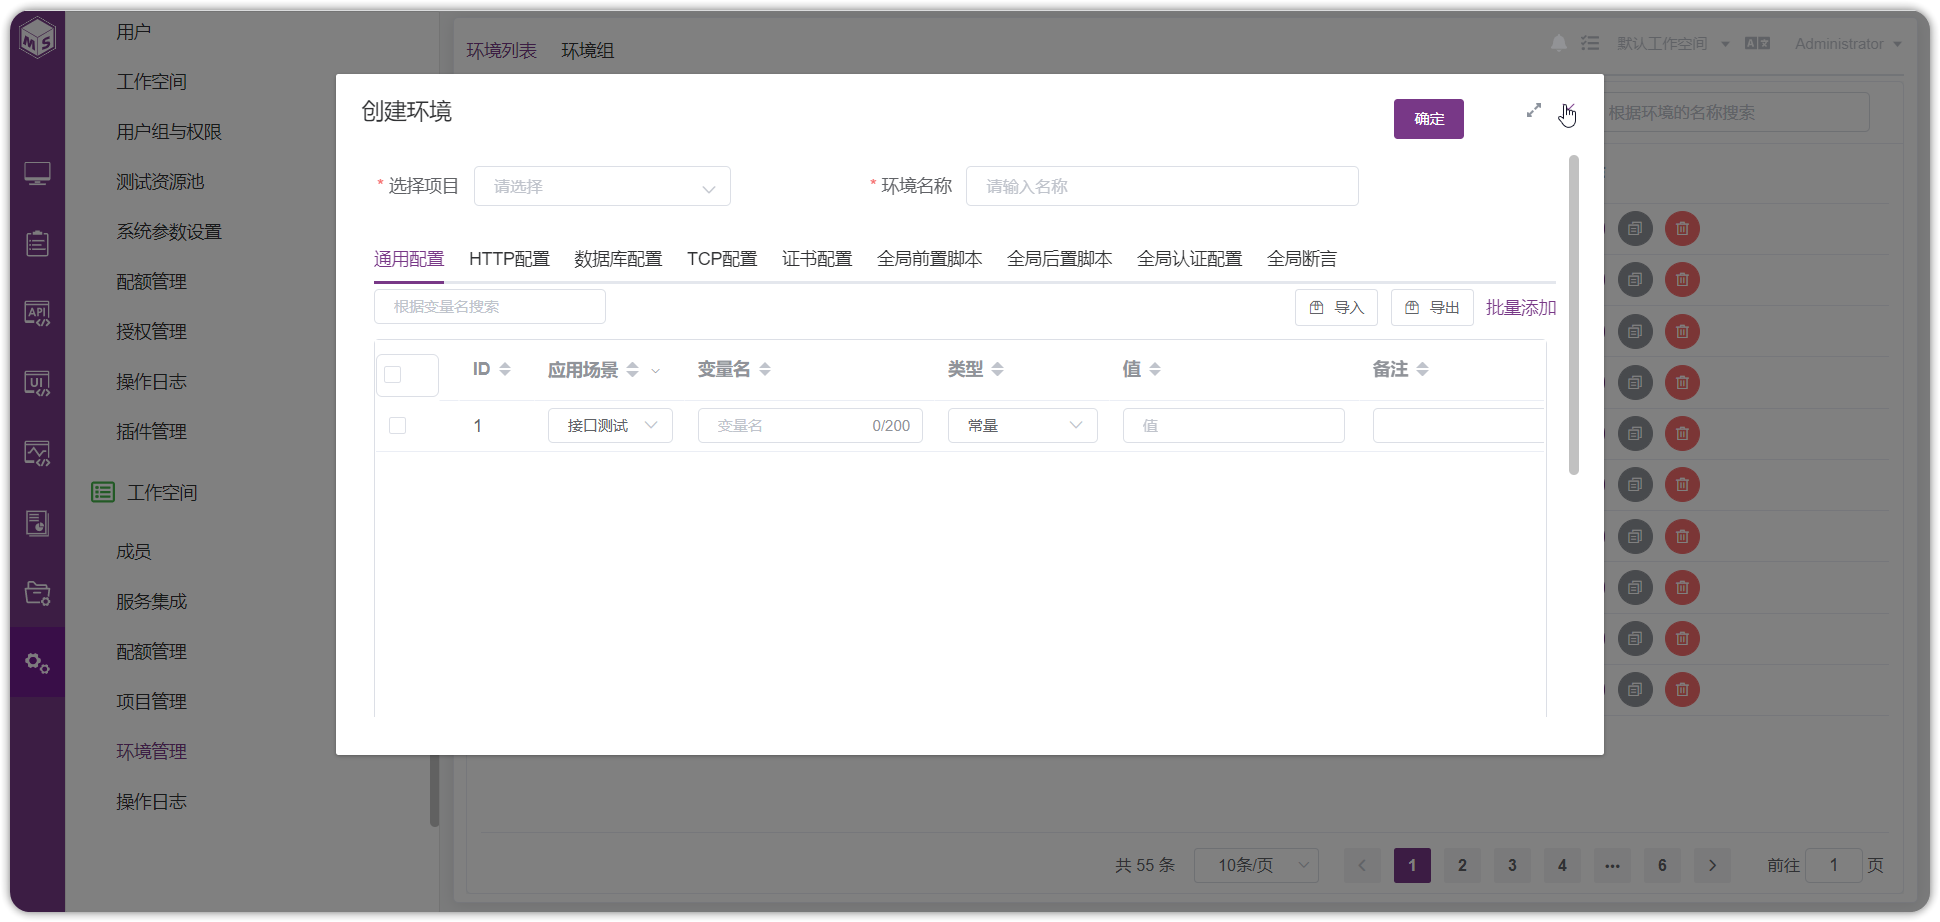 MS
API
UI
用户
工作空间
用户组与权限
测试资源池
系统参数设置
配额管理
授权管理
操作日志
插件管理
工作空间
成员
服务集成
配额管理
项目管理
环境管理
操作日志
环境列表 环境组
默认工作空间 Administrator
根据环境的名称搜索
创建环境
确定
* 选择项目 请选择 * 环境名称 请输入名称
通用配置 HTTP配置 数据库配置 TCP配置 证书配置 全局前置脚本 全局后置脚本 全局认证配置 全局断言
根据变量名搜索 导入 导出 批量添加
ID 应用场景 变量名 类型 值 备注
1 接口测试 变量名 0/200 常量 值
共 55 条 10条/页 1 2 3 4 ••• 6 前往 1 页